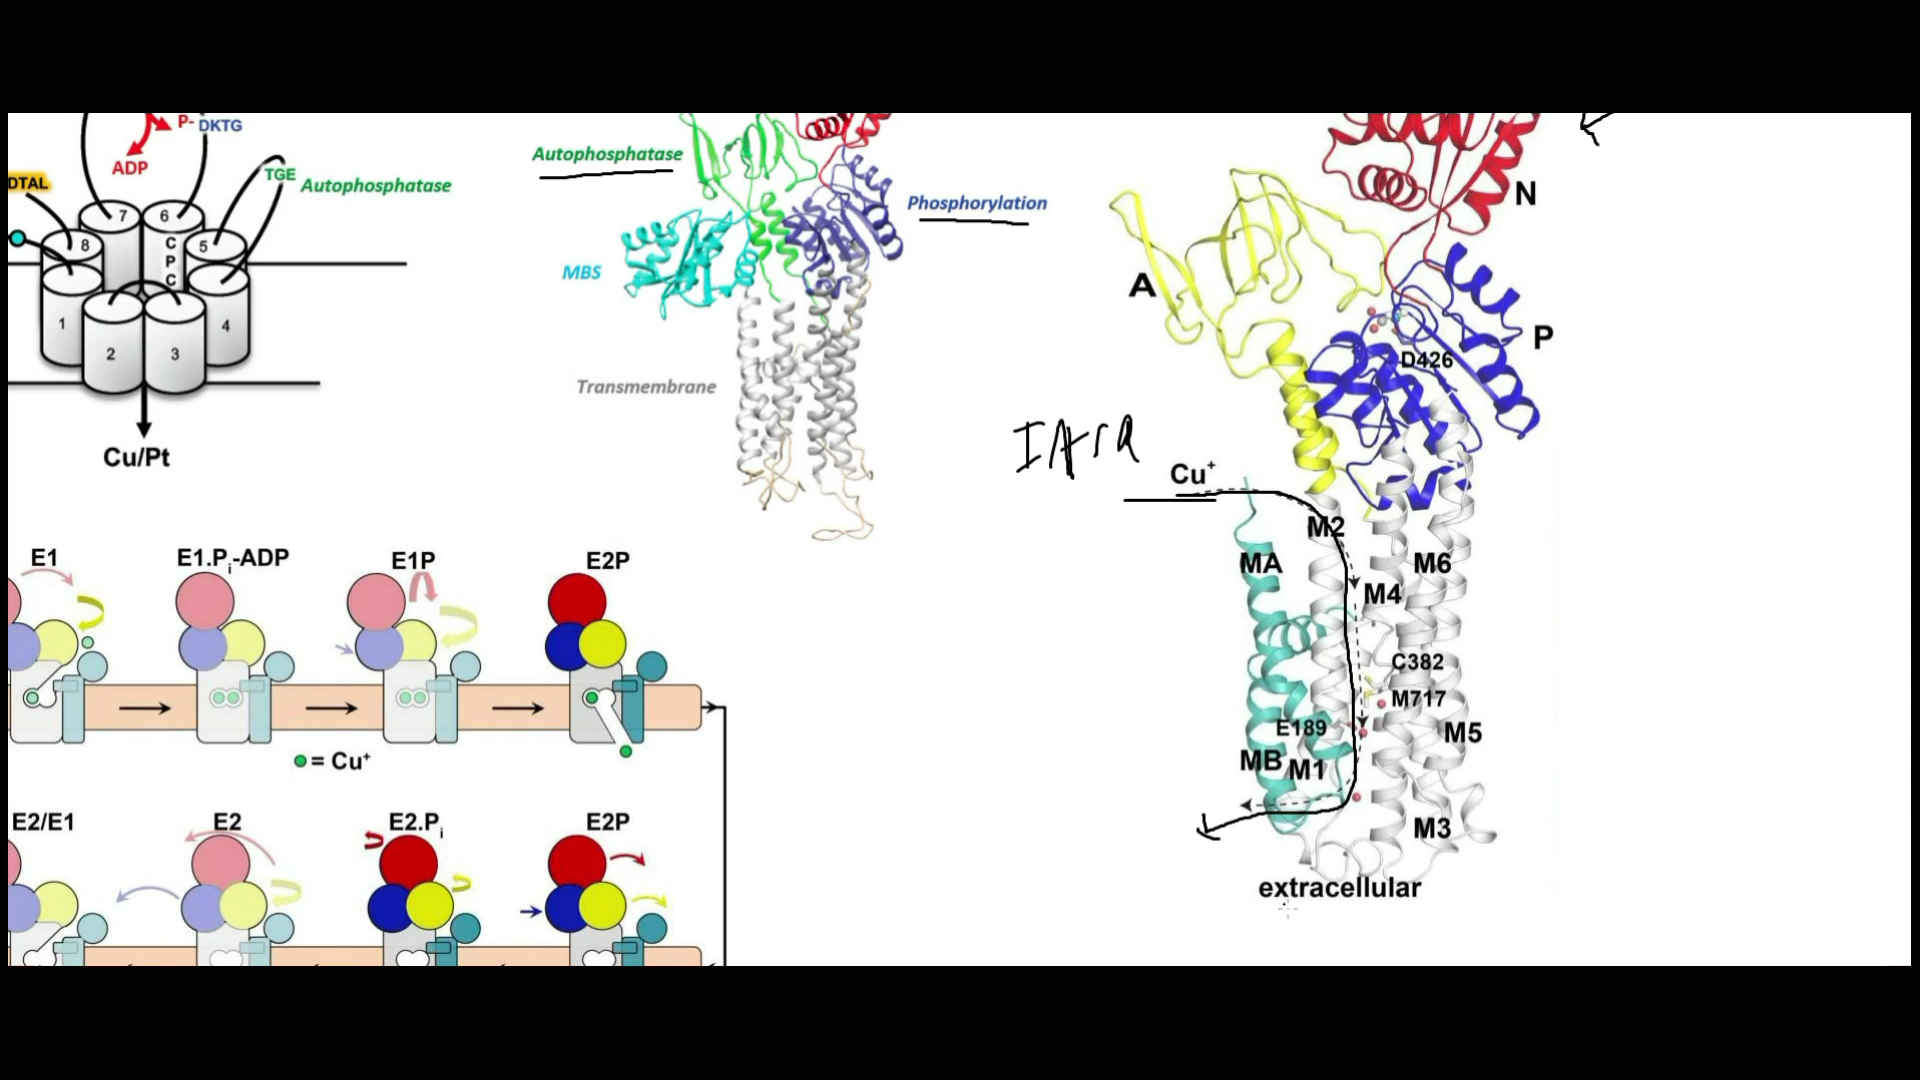 P- DKTG
ADP
DTAL
TGE Autophosphatase
7 6
8 C 5
P
C
1 4
2 3
Cu/Pt
Autophosphatase
Phosphorylation
MBS
Transmembrane
N
A
P
D426
Cu⁺
M2
MA
M6
M4
C382
M717
E189
M5
MB M1
M3
extracellular
E1 E1.Pi-ADP E1P E2P
= Cu⁺
E2/E1 E2 E2.Pi E2P